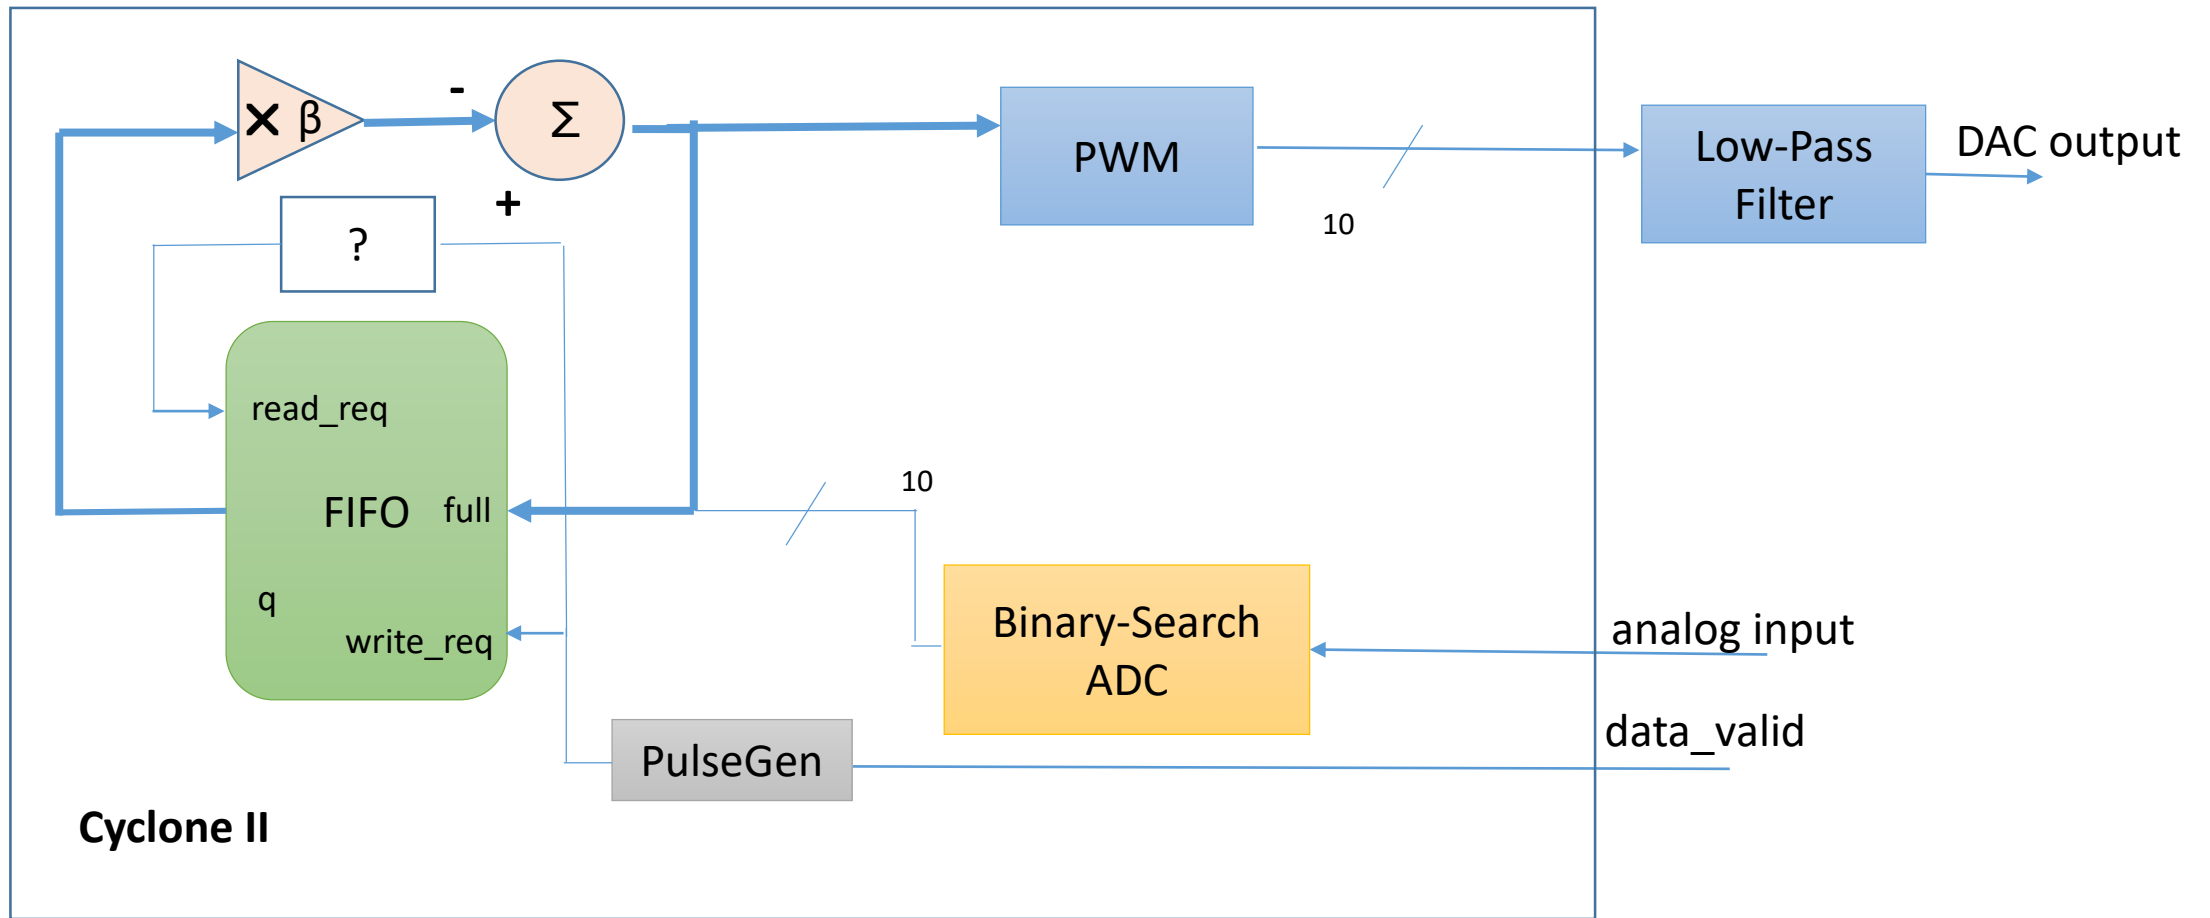 × β
-
Σ
+
?
PWM
10
Low-Pass
Filter
DAC output
read_req
FIFO
full
q
write_req
10
Binary-Search
ADC
analog input
data_valid
PulseGen
Cyclone II